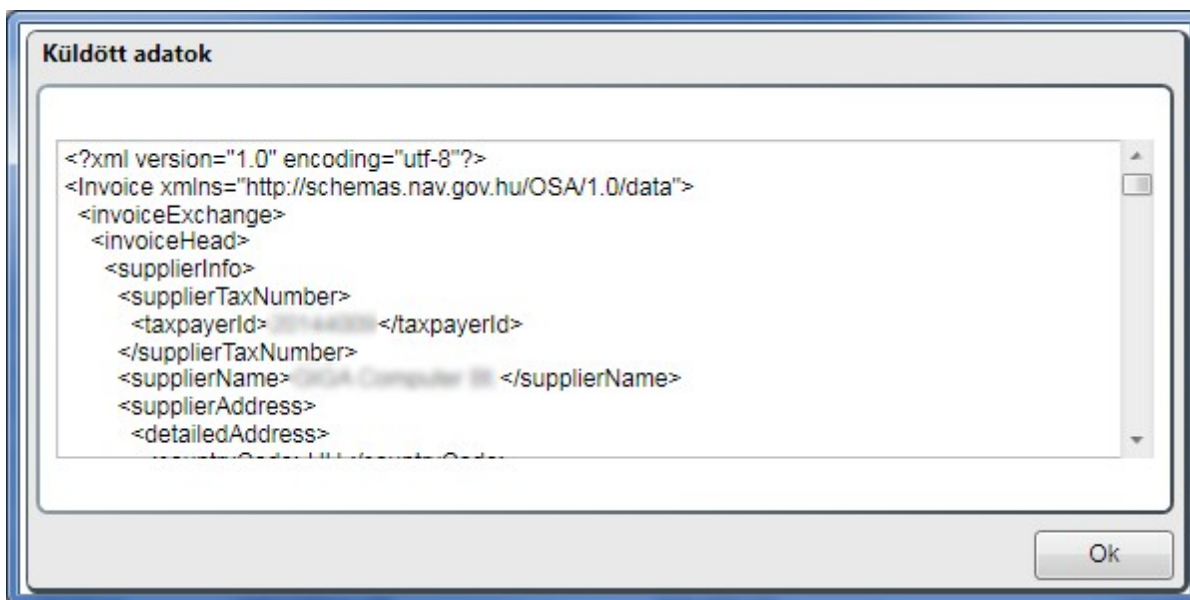 Küldött adatok
<?xml version="1.0" encoding="utf-8"?>
<Invoice xmlns="http://schemas.nav.gov.hu/OSA/1.0/data">
<invoiceExchange>
<invoiceHead>
<supplierInfo>
<supplierTaxNumber>
<taxpayerId> </taxpayerId>
</supplierTaxNumber>
<supplierName> </supplierName>
<supplierAddress>
<detailedAddress>
Ok